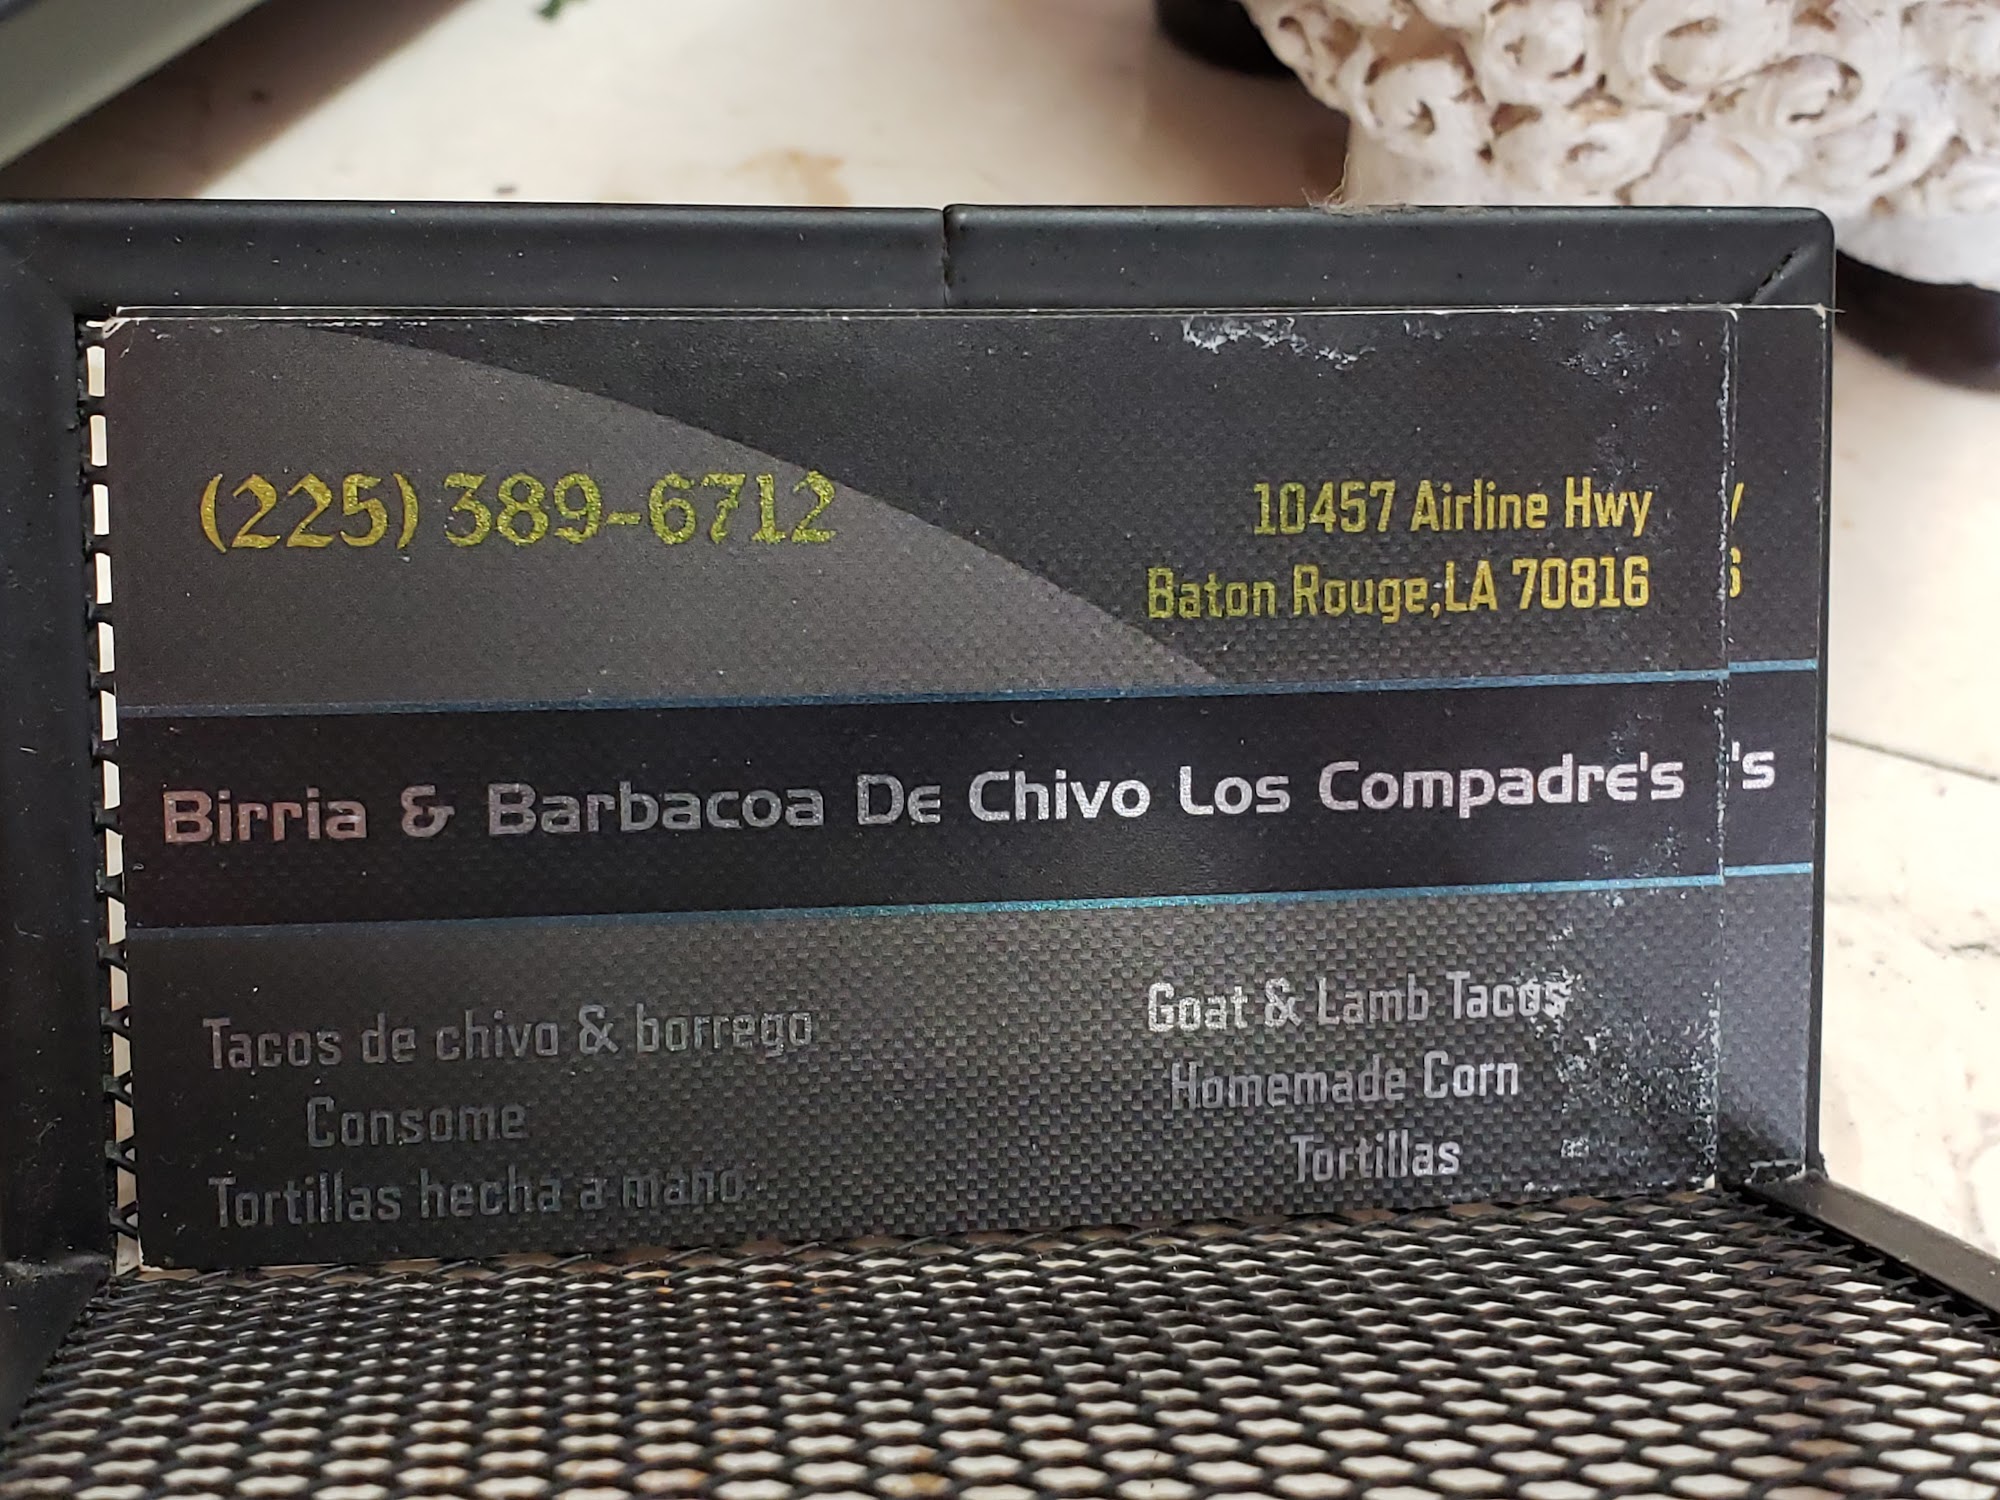 (225) 389-6712
10457 Airline Hwy
Baton Rouge,LA 70816
Birria & Barbacoa De Chivo Los Compadre's
's
Tacos de chivo & borrego
Consome
Tortillas hecha a mano
Goat & Lamb Tacos
Homemade Corn
Tortillas